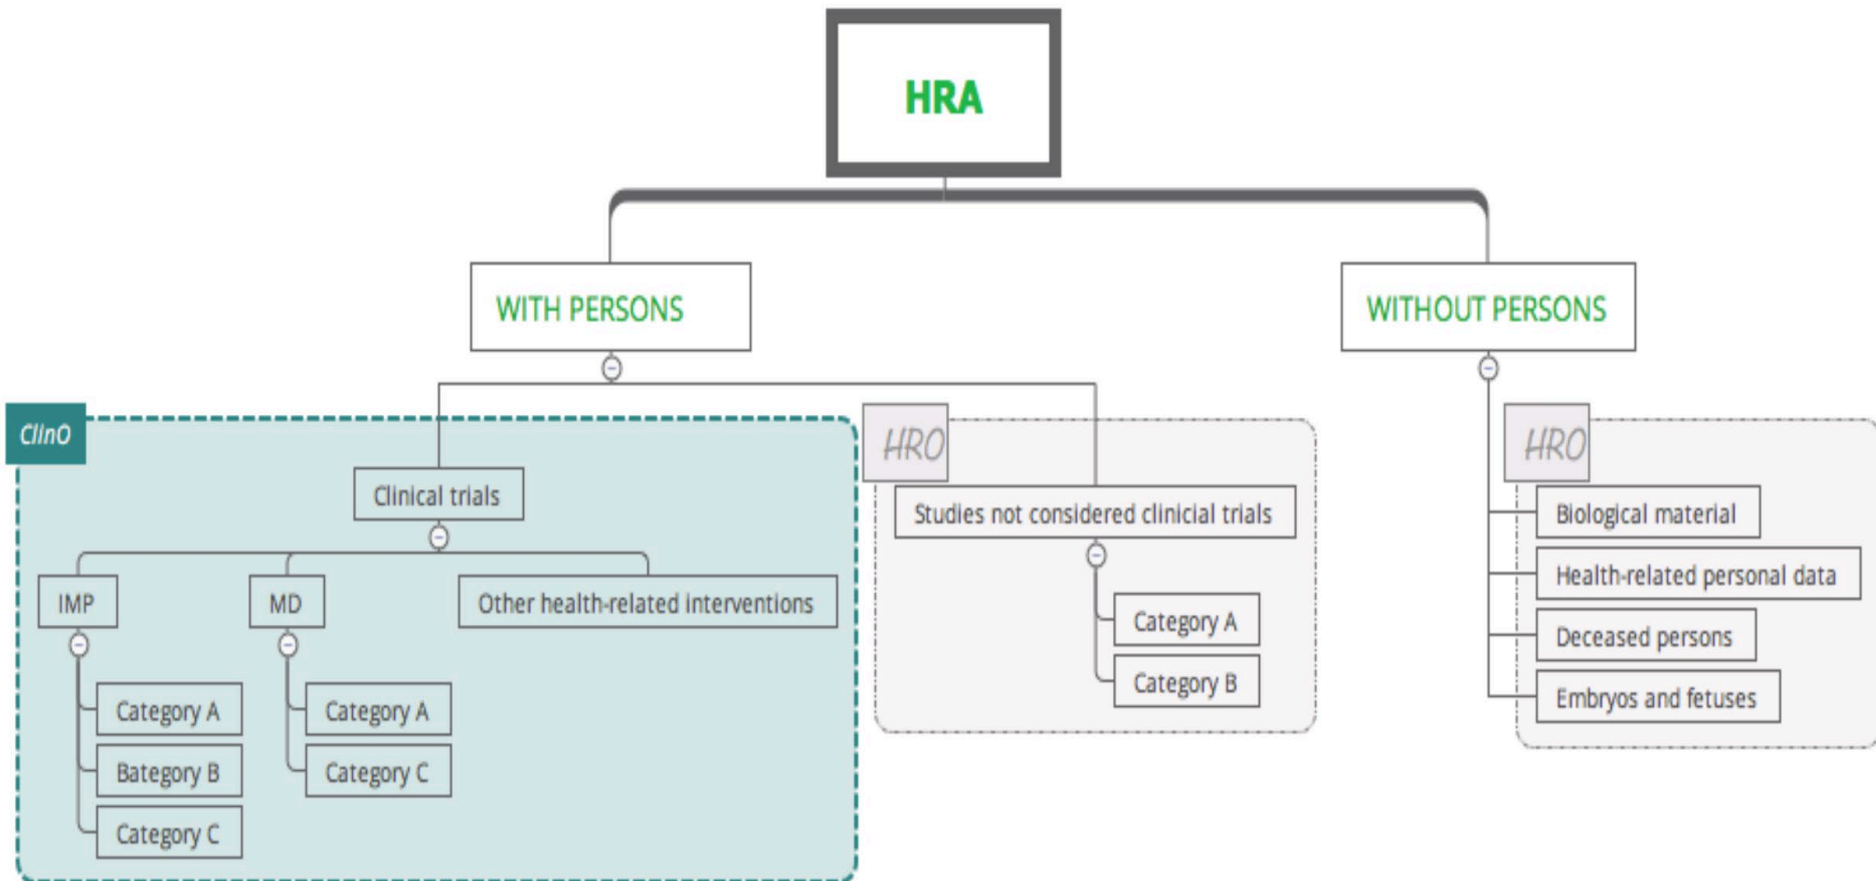 HRA
WITH PERSONS
WITHOUT PERSONS
ClinO
HRO
HRO
Clinical trials
Studies not considered clinicial trials
Biological material
IMP
MD
Other health-related interventions
Health-related personal data
Category A
Deceased persons
Category B
Embryos and fetuses
Category A
Category A
Bategory B
Category C
Category C